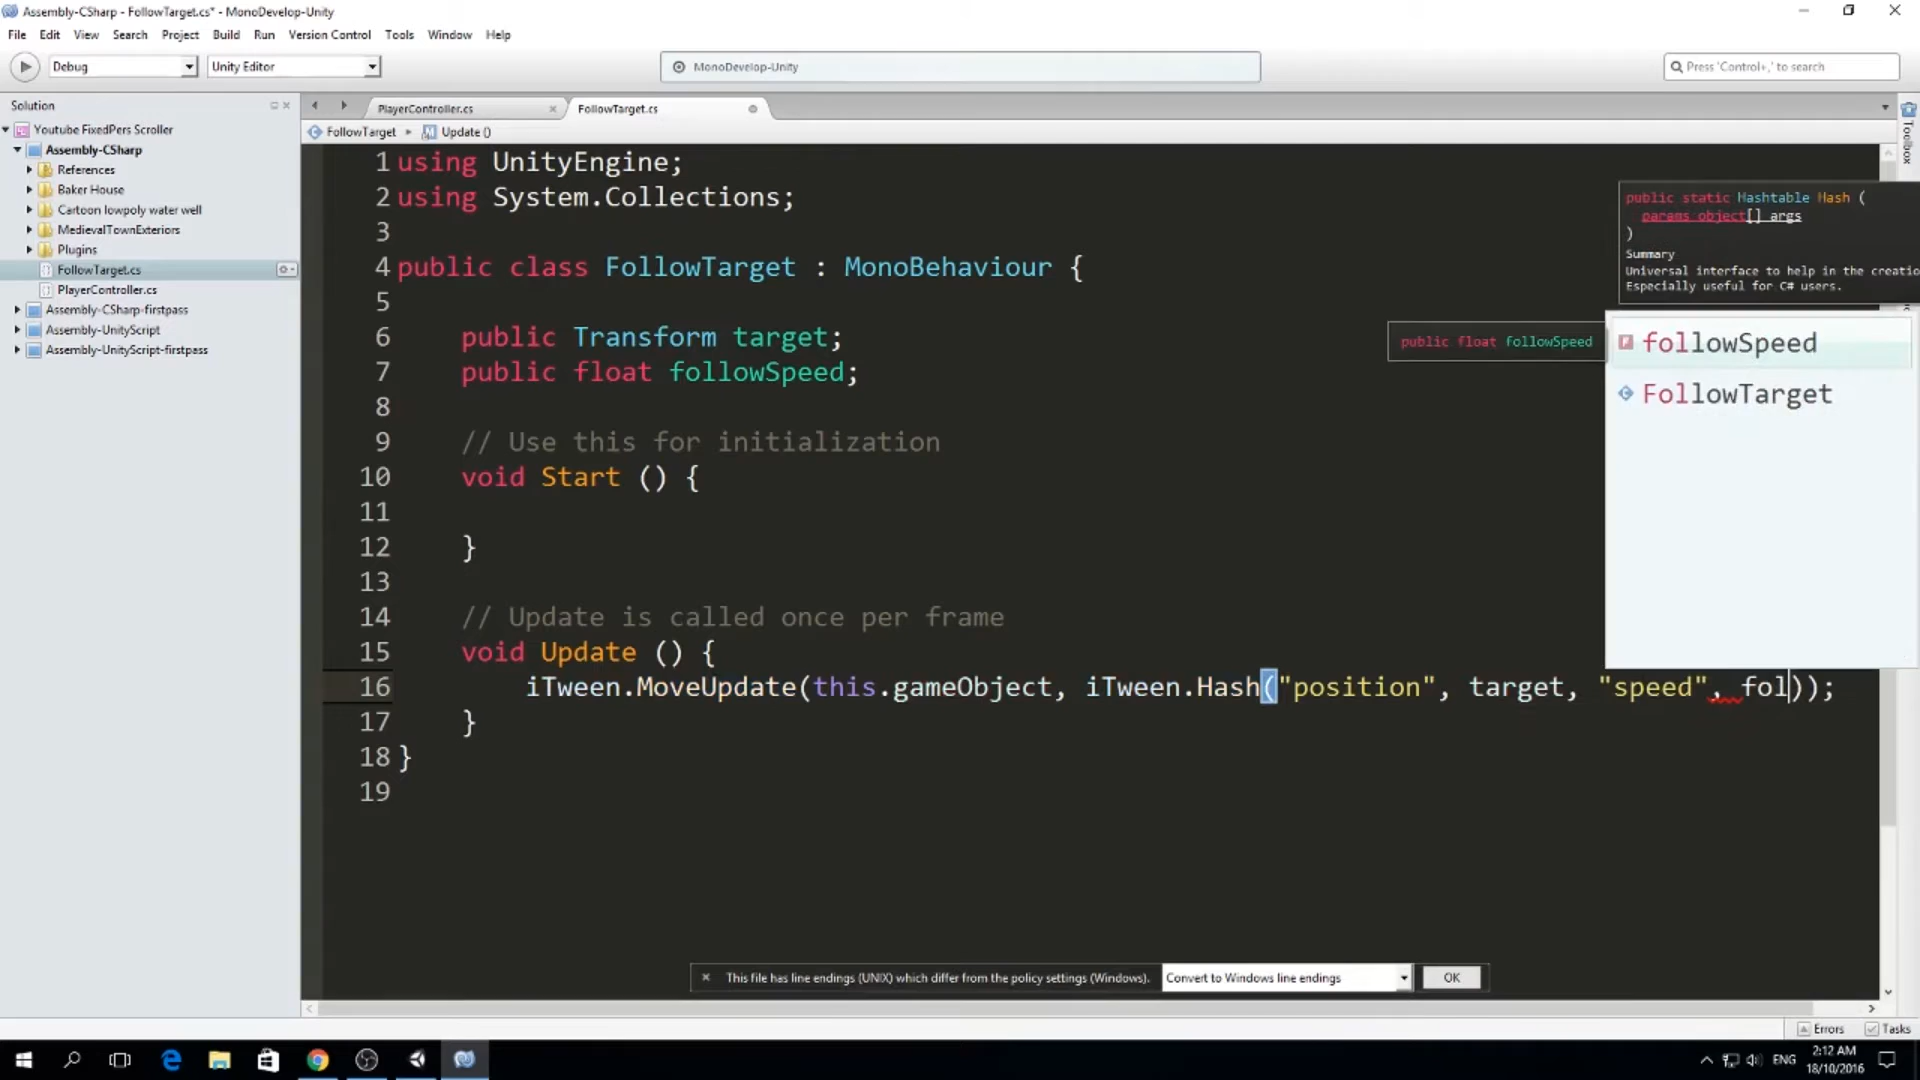 Assembly-CSharp - FollowTarget.cs* - MonoDevelop-Unity
File Edit View Search Project Build Run Version Control Tools Window Help
Debug Unity Editor MonoDevelop-Unity Press 'Control+,' to search
Solution
Youtube FixedPers Scroller
Assembly-CSharp
References
Baker House
Cartoon lowpoly water well
MedievalTownExteriors
Plugins
FollowTarget.cs
PlayerController.cs
Assembly-CSharp-firstpass
Assembly-UnityScript
Assembly-UnityScript-firstpass
PlayerController.cs FollowTarget.cs
FollowTarget Update ()
1 using UnityEngine;
2 using System.Collections;
3
4 public class FollowTarget : MonoBehaviour {
5
6 public Transform target;
7 public float followSpeed;
8
9 // Use this for initialization
10 void Start () {
11
12 }
13
14 // Update is called once per frame
15 void Update () {
16 iTween.MoveUpdate(this.gameObject, iTween.Hash("position", target, "speed", fol));
17 }
18 }
19
public static Hashtable Hash (
params object[] args
)
Summary
Universal interface to help in the creatio
Especially useful for C# users.
public float followSpeed
followSpeed
FollowTarget
Toolbox
This file has line endings (UNIX) which differ from the policy settings (Windows). Convert to Windows line endings OK
Errors Tasks
ENG 2:12 AM
18/10/2016